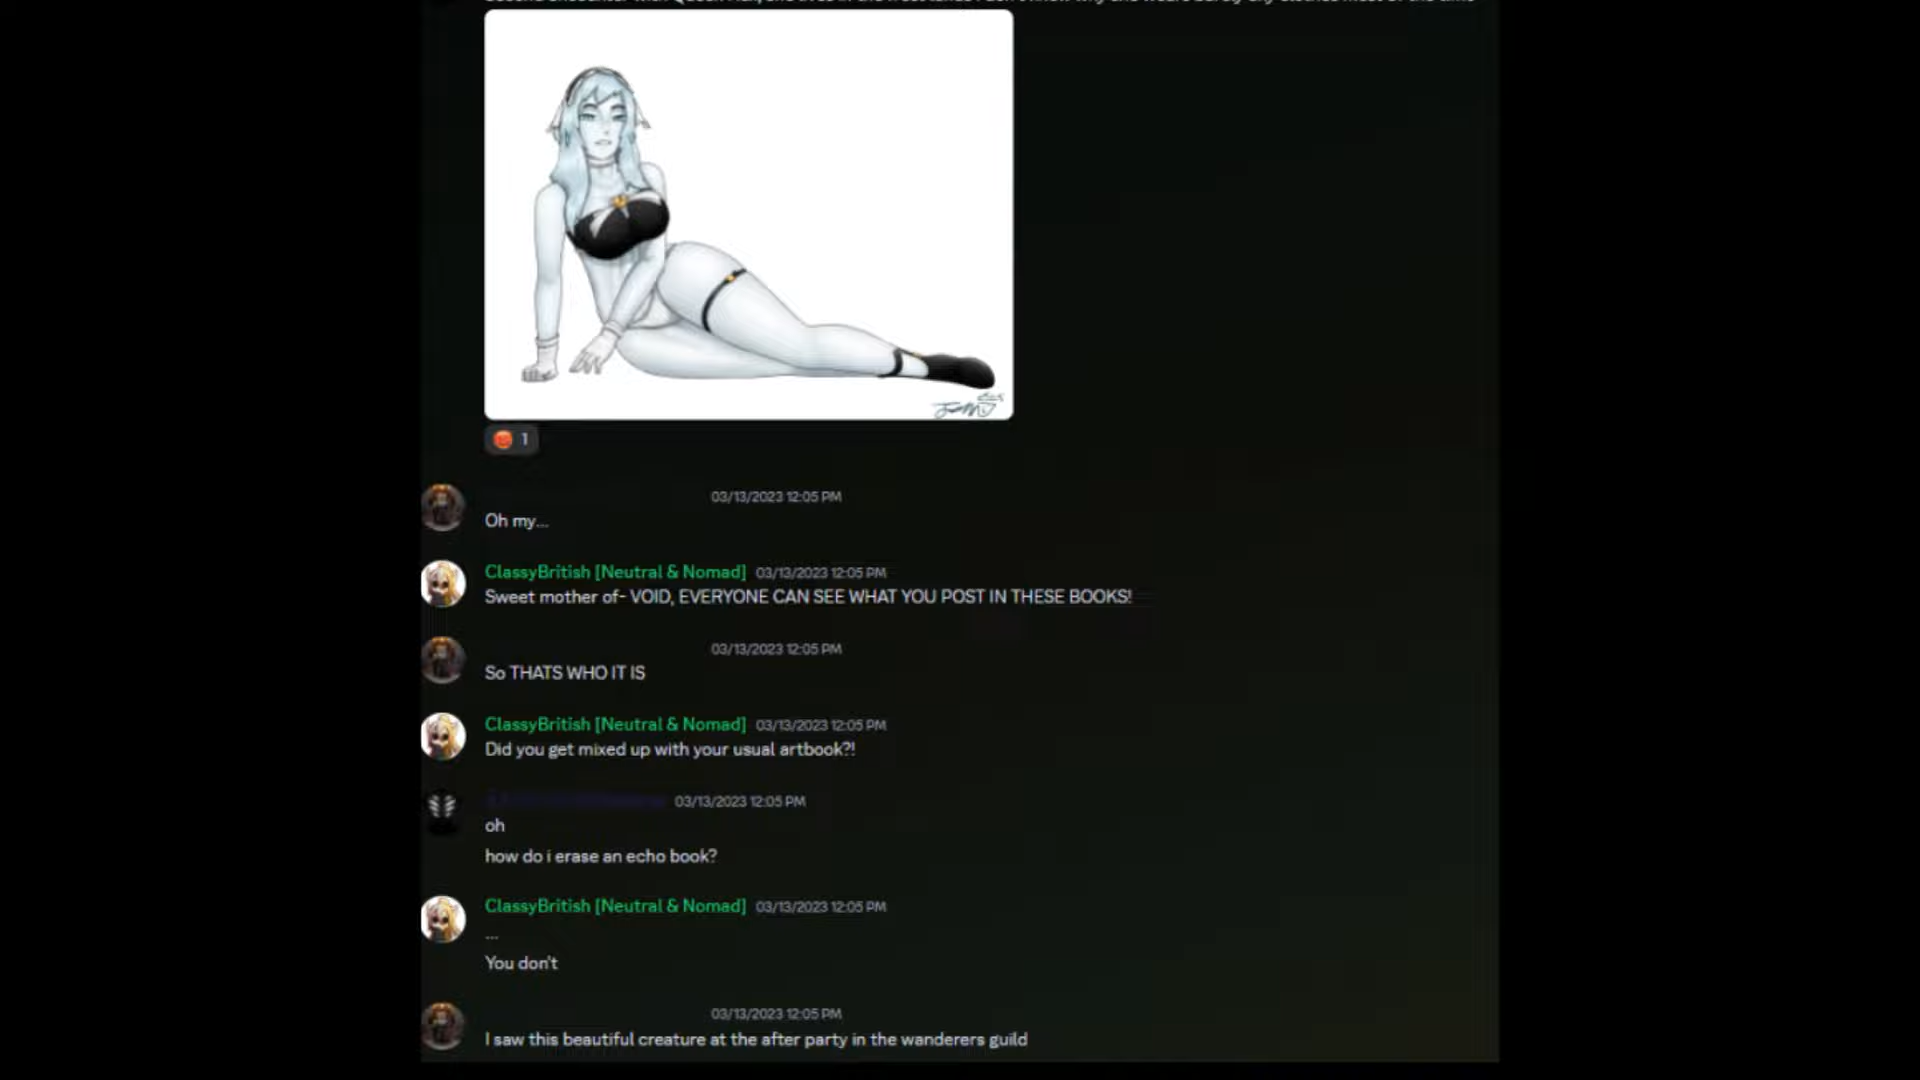 1
03/13/2023 12:05 PM
Oh my...
ClassyBritish [Neutral & Nomad] 03/13/2023 12:05 PM
Sweet mother of- VOID, EVERYONE CAN SEE WHAT YOU POST IN THESE BOOKS!
03/13/2023 12:05 PM
So THATS WHO IT IS
ClassyBritish [Neutral & Nomad] 03/13/2023 12:05 PM
Did you get mixed up with your usual artbook?!
03/13/2023 12:05 PM
oh
how do i erase an echo book?
ClassyBritish [Neutral & Nomad] 03/13/2023 12:05 PM
...
You don't
03/13/2023 12:05 PM
I saw this beautiful creature at the after party in the wanderers guild